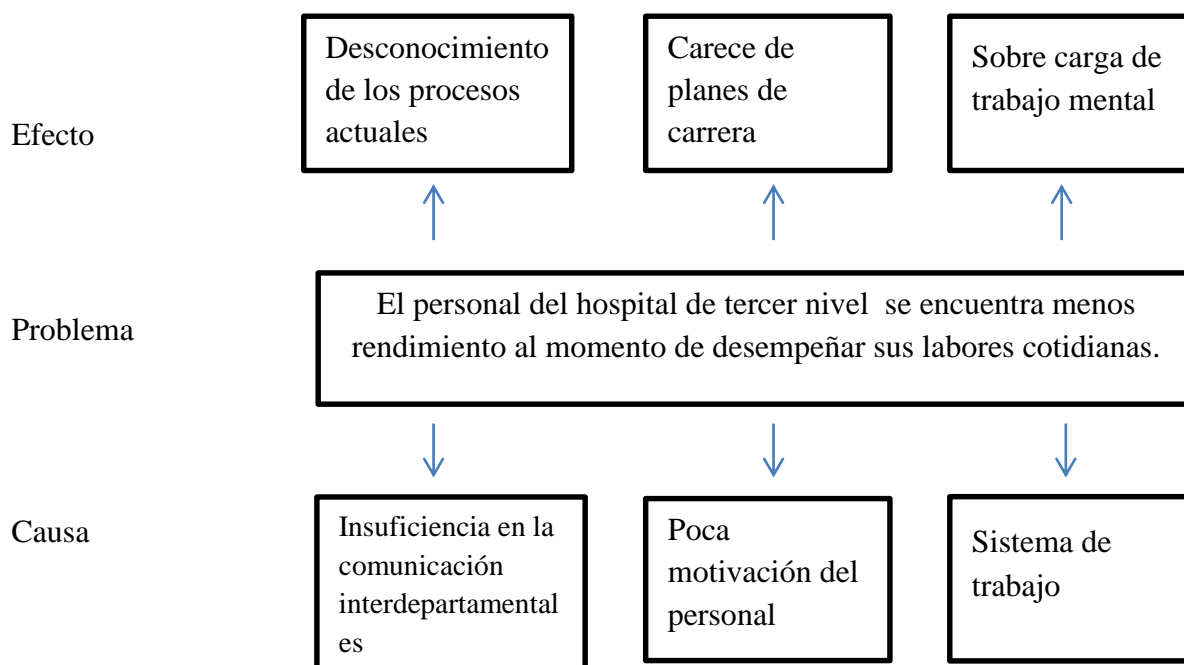 Efecto
Desconocimiento
de los procesos
actuales
Carece de
planes de
carrera
Sobre carga de
trabajo mental
Problema
El personal del hospital de tercer nivel  se encuentra menos
rendimiento al momento de desempeñar sus labores cotidianas.
Causa
Insuficiencia en la
comunicación
interdepartamental
es
Poca
motivación del
personal
Sistema de
trabajo